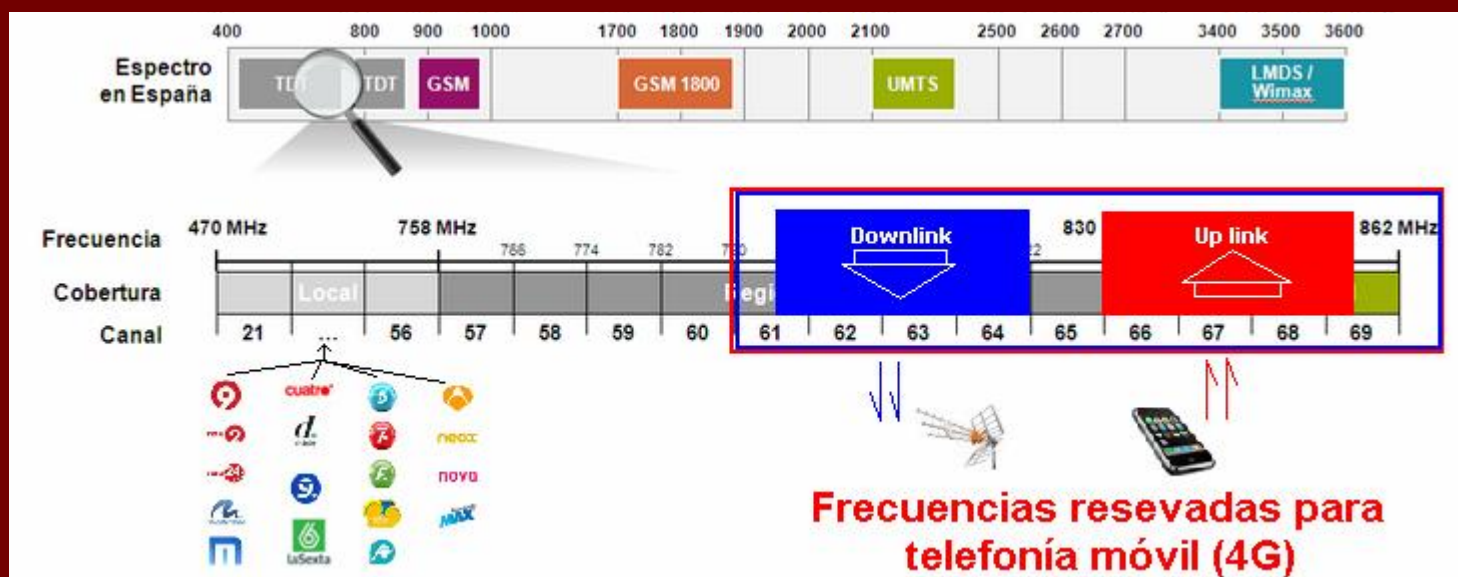 400 800 900 1000 1700 1800 1900 2000 2100 2500 2600 2700 3400 3500 3600
Espectro
en España
TDT TDT GSM GSM 1800 UMTS LMDS /
Wimax
Frecuencia 470 MHz 758 MHz 766 774 782 Downlink 830 Up link 862 MHz
Cobertura Local
Canal 21 ... 56 57 58 59 60 61 62 63 64 65 66 67 68 69
cuatro
neox
nova
MAX
laSexta
Frecuencias resevadas para
telefonía móvil (4G)